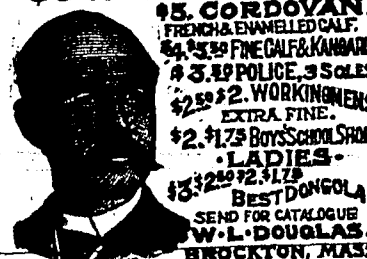 $5. CORDOVAN.
FRENCH & ENAMELLED CALF.
$4. $3.50 FINE CALF & KANGAROO
$3.50 POLICE, 3 SOLES
$2.50 $2. WORKINGMENS
EXTRA FINE.
$2. $1.75 BOYS' SCHOOL SHOES
·LADIES·
$3. $2.50 $2. $1.75
BEST DONGOLA
SEND FOR CATALOGUE
W·L·DOUGLAS.
BROCKTON, MASS.